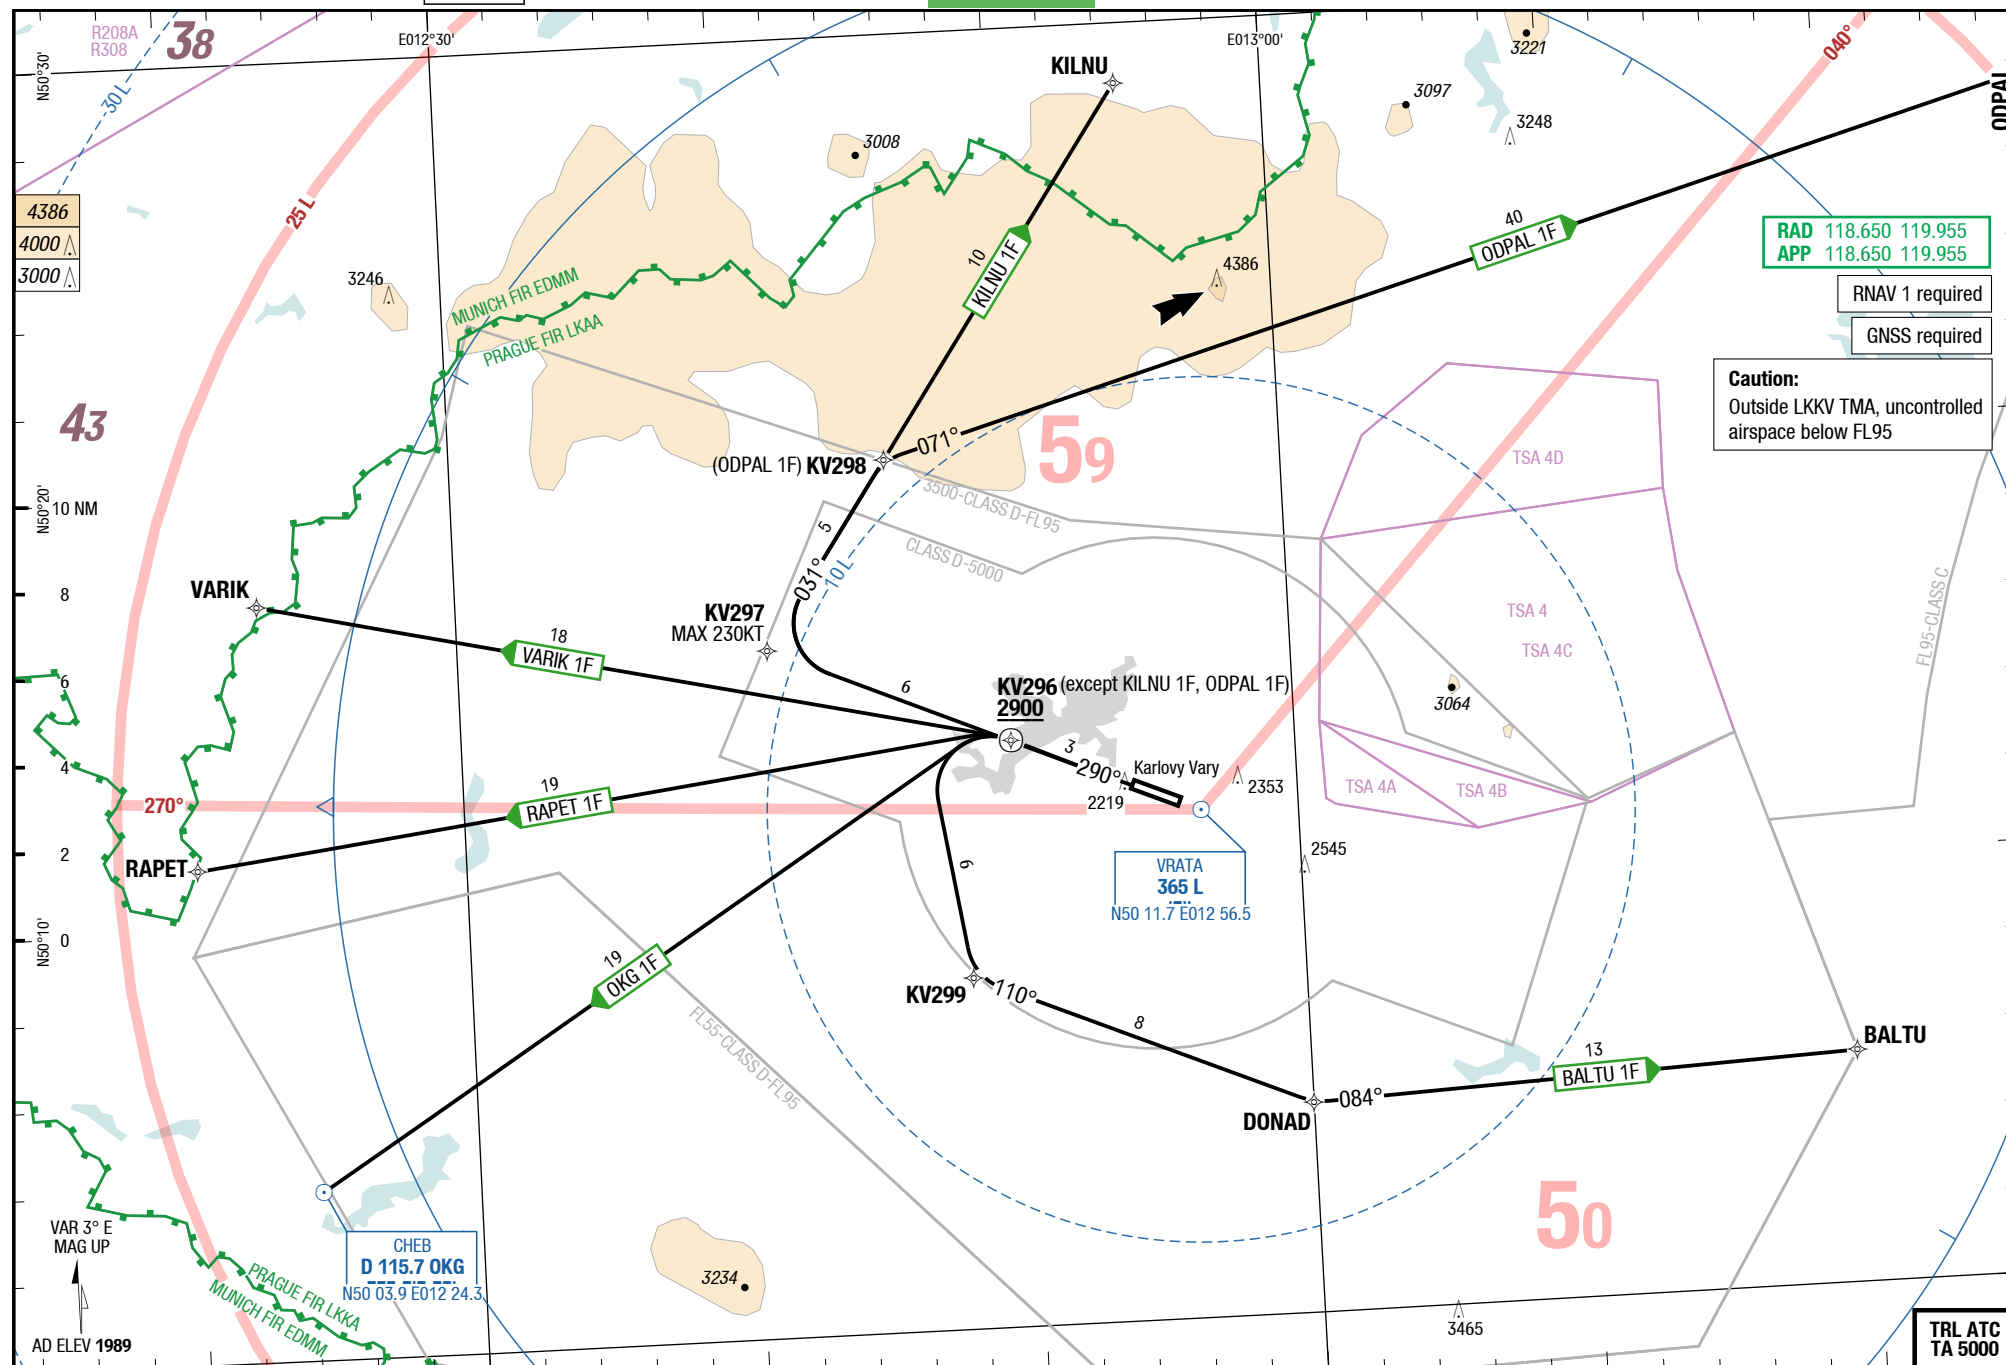 R208A
R308
38
E012°30'
E013°00'
N50°30'
30 L
25 L
040°
KILNU
3221
3097
3248
3008
ODPAL
4386
4000
3000
3246
MUNICH FIR EDMM
PRAGUE FIR LKAA
10
KILNU 1F
4386
40
ODPAL 1F
RAD 118.650 119.955
APP 118.650 119.955
RNAV 1 required
GNSS required
Caution:
Outside LKKV TMA, uncontrolled
airspace below FL95
43
59
071°
(ODPAL 1F) KV298
3500-CLASS D-FL95
CLASS D-5000
TSA 4D
N50°20'
10 NM
5
031°
10 L
8
VARIK
KV297
MAX 230KT
18
VARIK 1F
TSA 4
TSA 4C
FL95-CLASS C
6
6
KV296 (except KILNU 1F, ODPAL 1F)
2900
3064
3
290°
Karlovy Vary
2219
2353
TSA 4A
TSA 4B
4
270°
19
RAPET 1F
2
RAPET
2545
VRATA
365 L
N50 11.7 E012 56.5
6
N50°10'
0
19
OKG 1F
KV299
110°
8
FL55-CLASS D-FL95
BALTU
13
BALTU 1F
084°
DONAD
50
VAR 3° E
MAG UP
CHEB
D 115.7 OKG
N50 03.9 E012 24.3
PRAGUE FIR LKKA
MUNICH FIR EDMM
3234
3465
AD ELEV 1989
TRL ATC
TA 5000